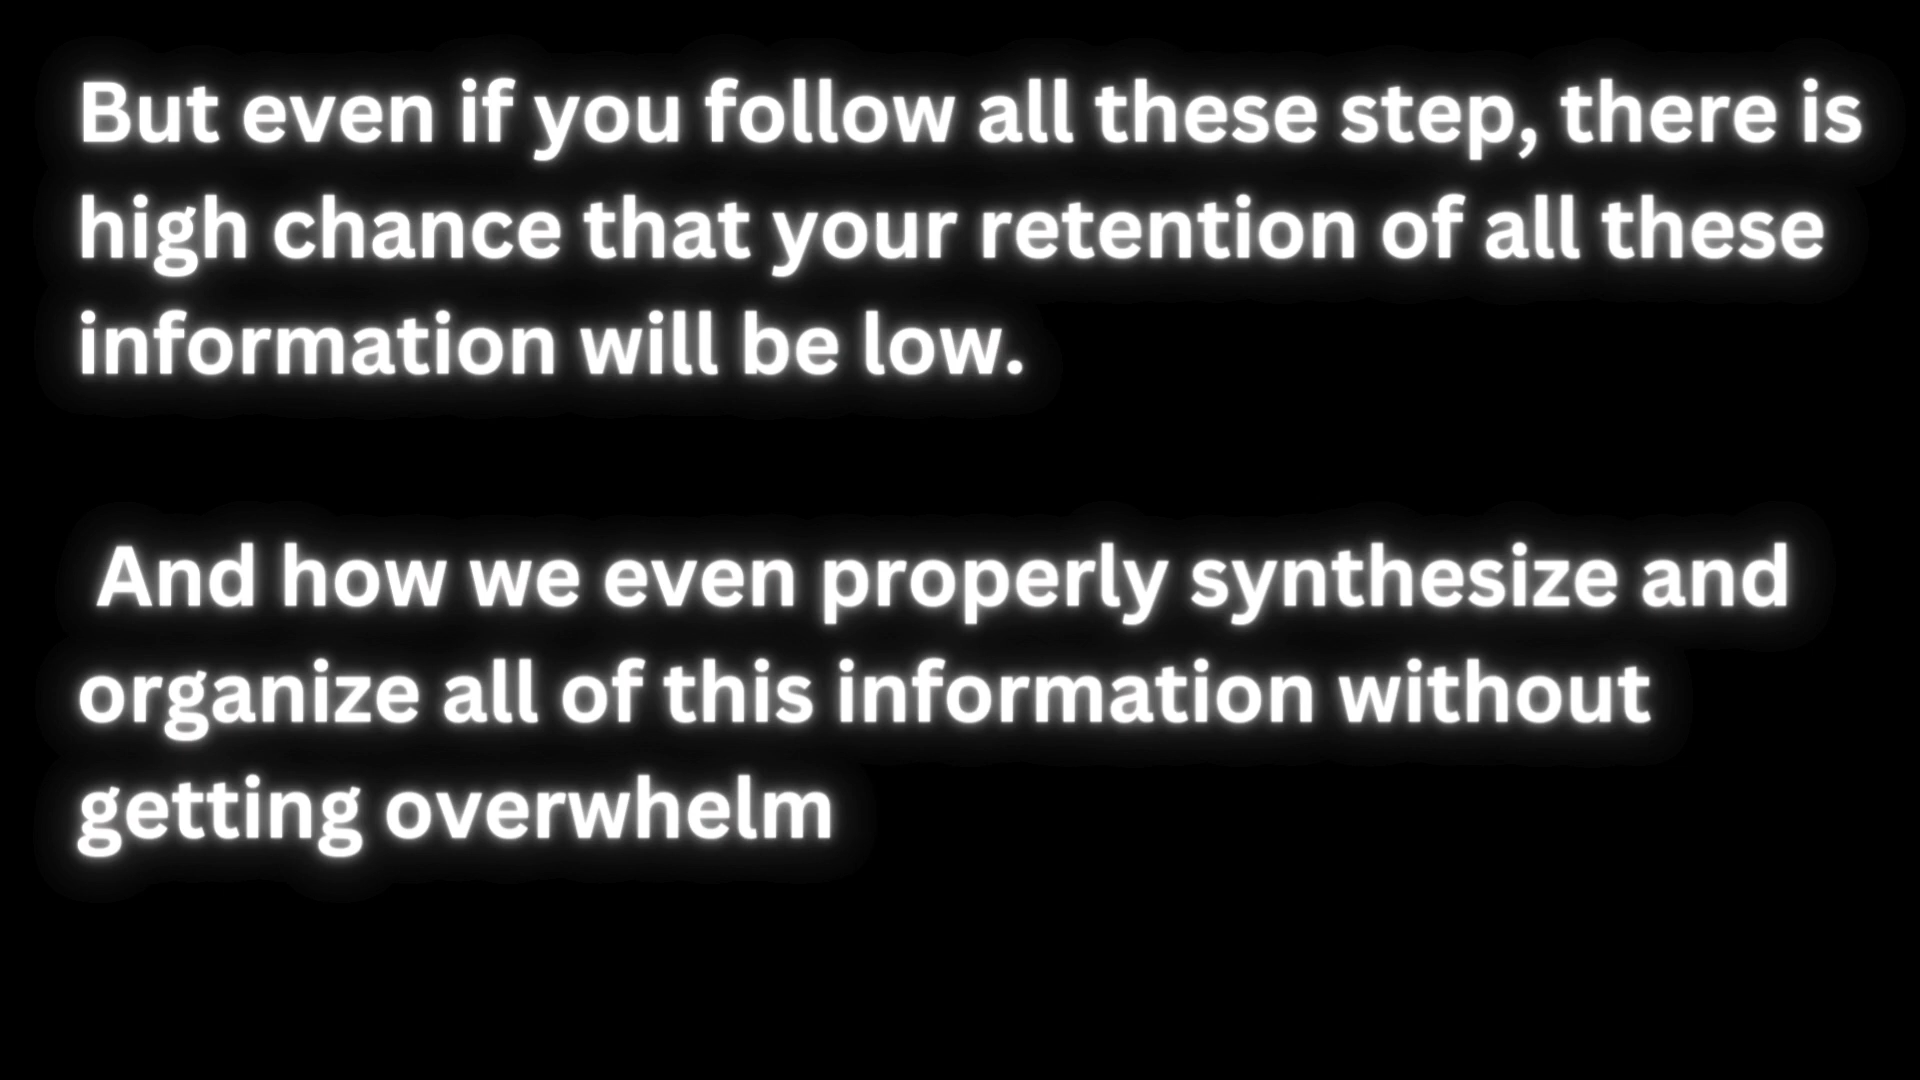 But even if you follow all these step, there is
high chance that your retention of all these
information will be low.
And how we even properly synthesize and
organize all of this information without
getting overwhelm